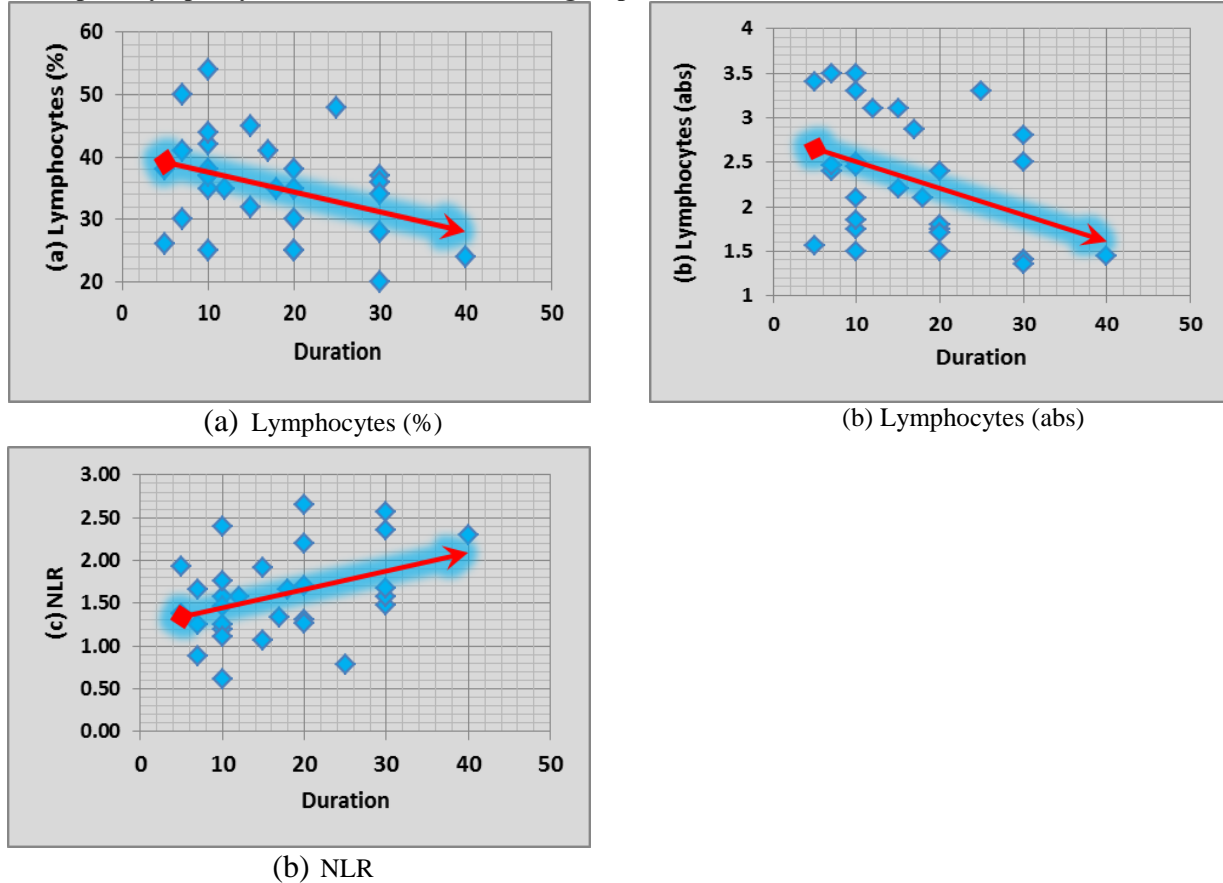 60
50
40
30
20
0 10 20 30 40 50
(a) Lymphocytes (%)
Duration
4
3.5
3
2.5
2
1.5
1
0 10 20 30 40 50
(b) Lymphocytes (abs)
Duration
(a) Lymphocytes (%)
(b) Lymphocytes (abs)
3.00
2.50
2.00
1.50
1.00
0.50
0.00
0 10 20 30 40 50
(c) NLR
Duration
(b) NLR